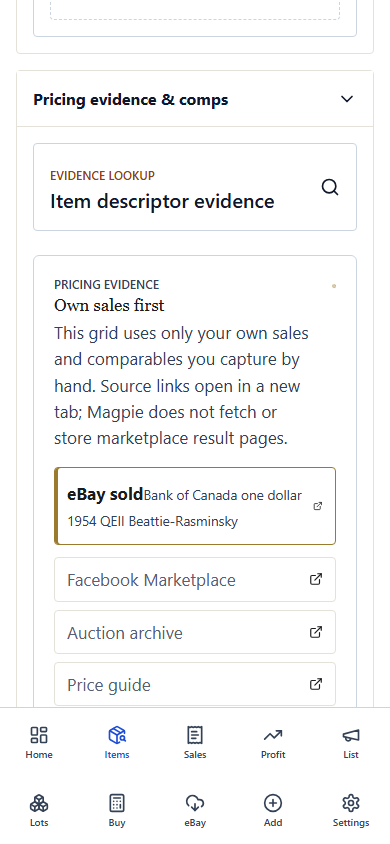 Pricing evidence & comps
EVIDENCE LOOKUP
Item descriptor evidence
PRICING EVIDENCE
Own sales first
This grid uses only your own sales
and comparables you capture by
hand. Source links open in a new
tab; Magpie does not fetch or
store marketplace result pages.
eBay soldBank of Canada one dollar
1954 QEII Beattie-Rasminsky
Facebook Marketplace
Auction archive
Price guide
Home Items Sales Profit List
Lots Buy eBay Add Settings